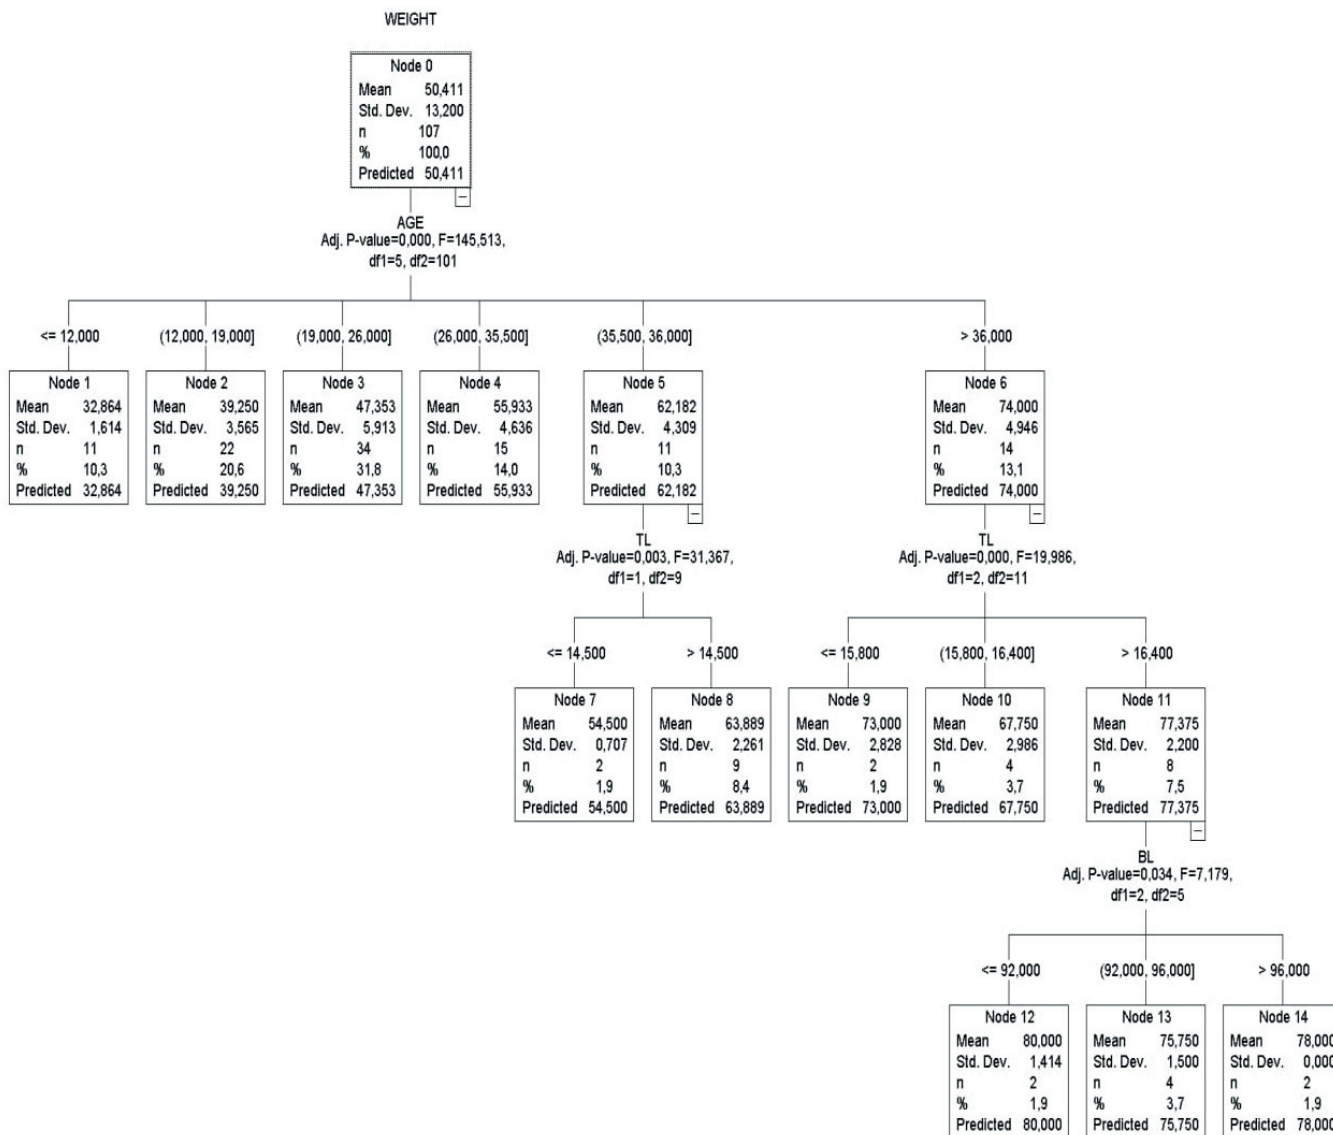 WEIGHT
Node 0
Mean 50,411
Std. Dev. 13,200
n 107
% 100,0
Predicted 50,411
AGE
Adj. P-value=0,000, F=145,513,
df1=5, df2=101
<= 12,000
(12,000, 19,000]
(19,000, 26,000]
(26,000, 35,500]
(35,500, 36,000]
> 36,000
Node 1
Mean 32,864
Std. Dev. 1,614
n 11
% 10,3
Predicted 32,864
Node 2
Mean 39,250
Std. Dev. 3,565
n 22
% 20,6
Predicted 39,250
Node 3
Mean 47,353
Std. Dev. 5,913
n 34
% 31,8
Predicted 47,353
Node 4
Mean 55,933
Std. Dev. 4,636
n 15
% 14,0
Predicted 55,933
Node 5
Mean 62,182
Std. Dev. 4,309
n 11
% 10,3
Predicted 62,182
Node 6
Mean 74,000
Std. Dev. 4,946
n 14
% 13,1
Predicted 74,000
TL
Adj. P-value=0,003, F=31,367,
df1=1, df2=9
TL
Adj. P-value=0,000, F=19,986,
df1=2, df2=11
<= 14,500
> 14,500
<= 15,800
(15,800, 16,400]
> 16,400
Node 7
Mean 54,500
Std. Dev. 0,707
n 2
% 1,9
Predicted 54,500
Node 8
Mean 63,889
Std. Dev. 2,261
n 9
% 8,4
Predicted 63,889
Node 9
Mean 73,000
Std. Dev. 2,828
n 2
% 1,9
Predicted 73,000
Node 10
Mean 67,750
Std. Dev. 2,986
n 4
% 3,7
Predicted 67,750
Node 11
Mean 77,375
Std. Dev. 2,200
n 8
% 7,5
Predicted 77,375
BL
Adj. P-value=0,034, F=7,179,
df1=2, df2=5
<= 92,000
(92,000, 96,000]
> 96,000
Node 12
Mean 80,000
Std. Dev. 1,414
n 2
% 1,9
Predicted 80,000
Node 13
Mean 75,750
Std. Dev. 1,500
n 4
% 3,7
Predicted 75,750
Node 14
Mean 78,000
Std. Dev. 0,000
n 2
% 1,9
Predicted 78,000